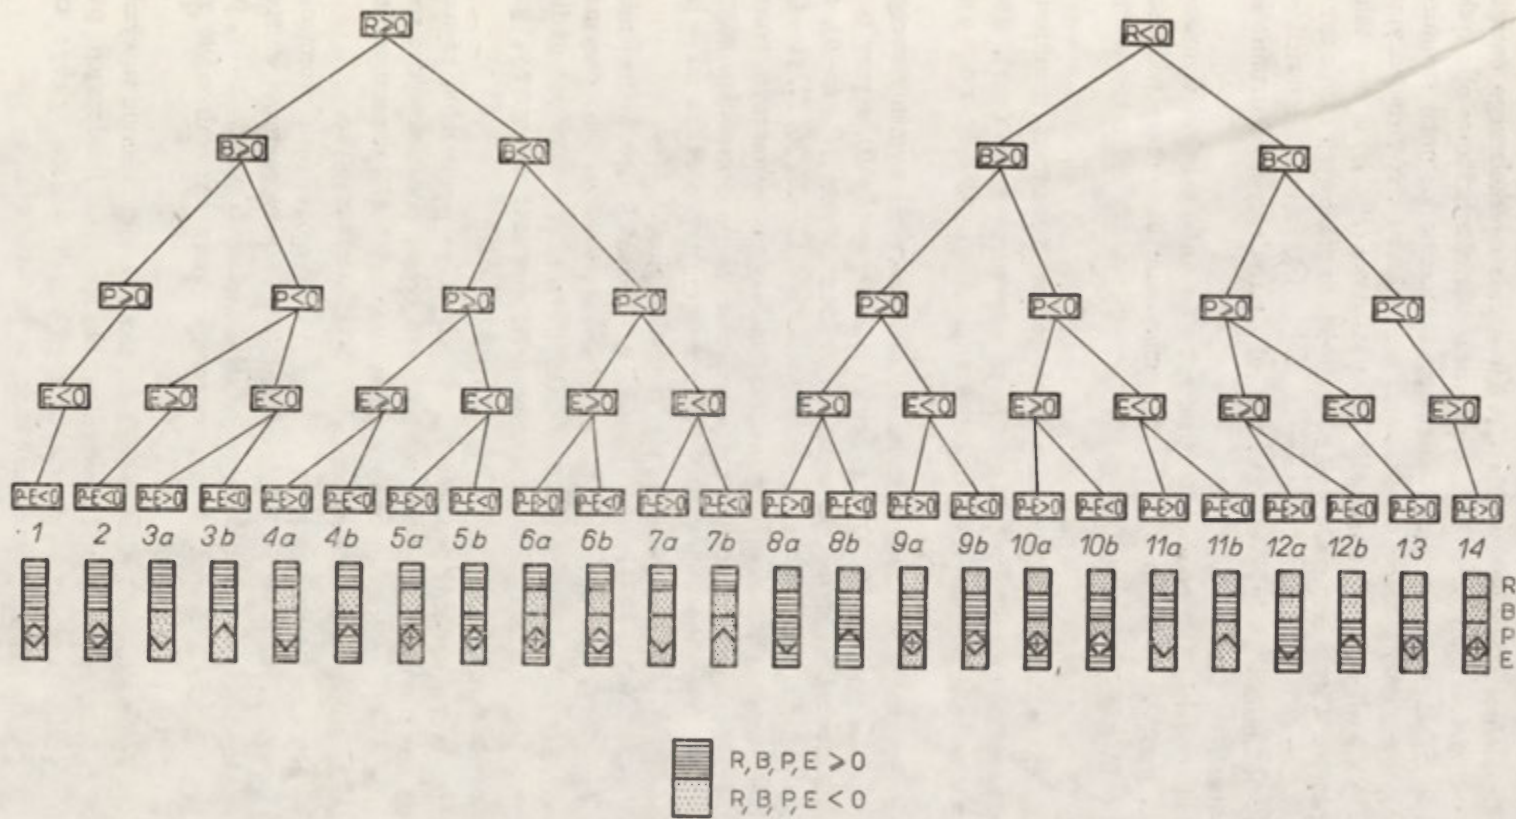 R⩾0 R<0
B⩾0 B<0 B⩾0 B<0
P⩾0 P<0 P⩾0 P<0 P⩾0 P<0 P⩾0 P<0
E<0 E⩾0 E<0 E⩾0 E<0 E⩾0 E<0 E⩾0 E<0 E⩾0 E<0 E⩾0 E<0 E⩾0
P-E<0 P-E<0 P-E>0 P-E<0 P-E>0 P-E<0 P-E>0 P-E<0 P-E>0 P-E<0 P-E>0 P-E<0 P-E>0 P-E<0 P-E>0 P-E<0 P-E>0 P-E<0 P-E>0 P-E<0 P-E>0 P-E<0 P-E>0 P-E>0
1 2 3a 3b 4a 4b 5a 5b 6a 6b 7a 7b 8a 8b 9a 9b 10a 10b 11a 11b 12a 12b 13 14
R
B
P
E
R, B, P, E ⩾ 0
R, B, P, E < 0